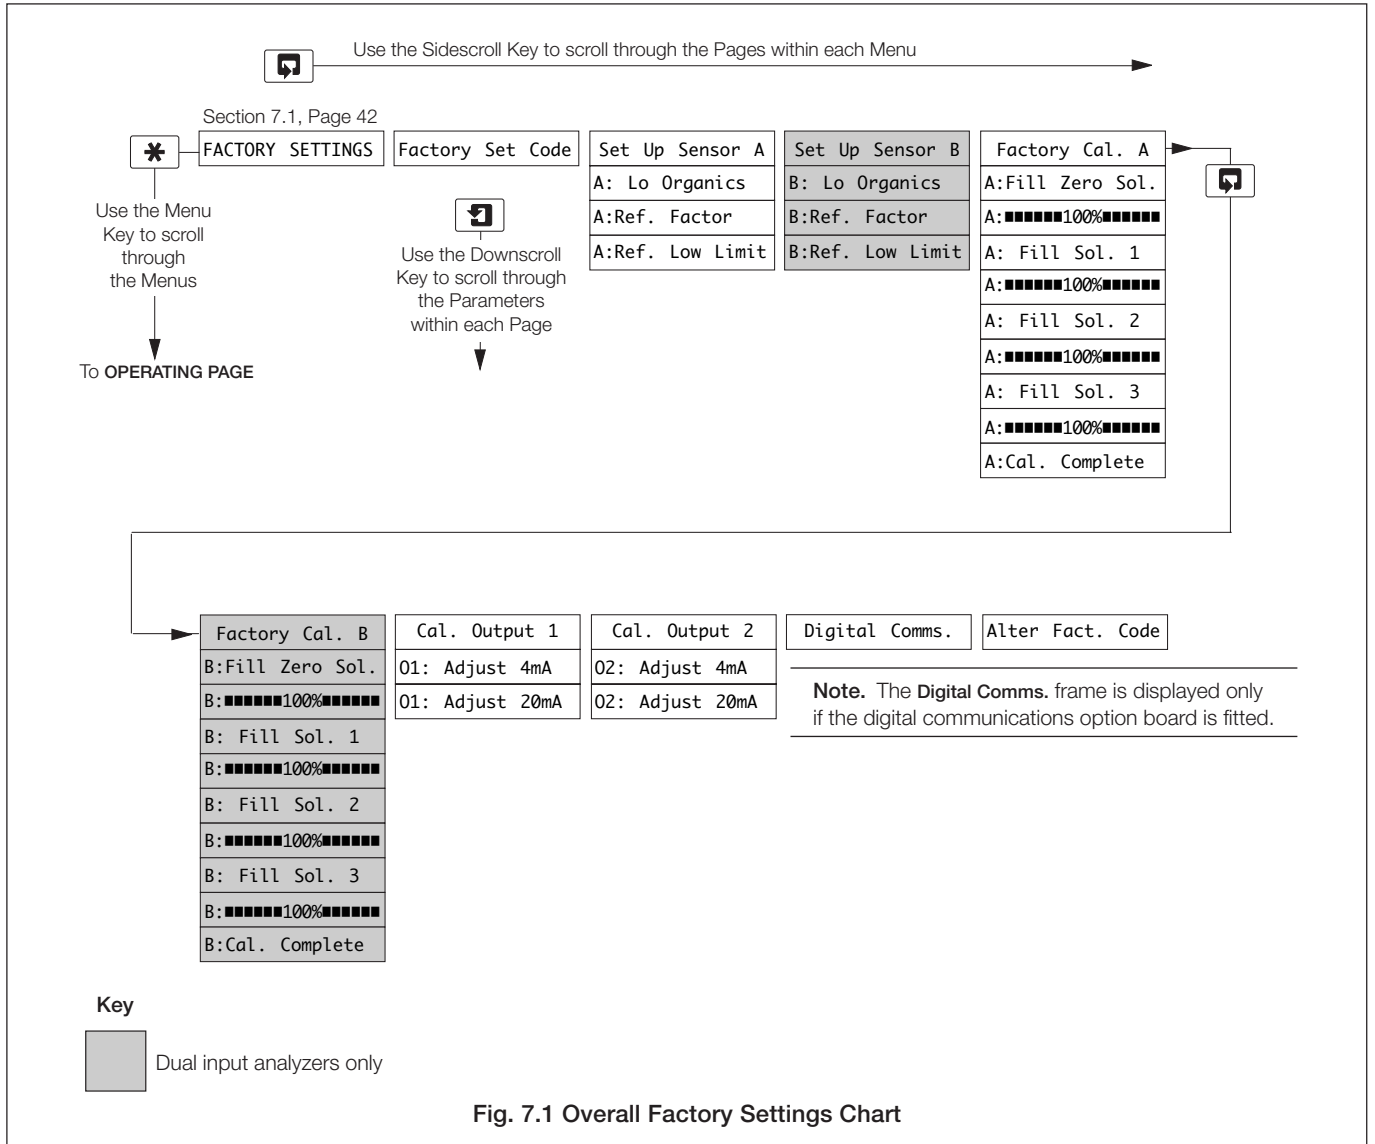 Use the Sidescroll Key to scroll through the Pages within each Menu
Section 7.1, Page 42
FACTORY SETTINGS
Factory Set Code
Set Up Sensor A
Set Up Sensor B
Factory Cal. A
Use the Menu
Key to scroll
through
the Menus
To OPERATING PAGE
Use the Downscroll
Key to scroll through
the Parameters
within each Page
A: Lo Organics
A:Ref. Factor
A:Ref. Low Limit
B: Lo Organics
B:Ref. Factor
B:Ref. Low Limit
A:Fill Zero Sol.
A:■■■■■■100%■■■■■■
A: Fill Sol. 1
A:■■■■■■100%■■■■■■
A: Fill Sol. 2
A:■■■■■■100%■■■■■■
A: Fill Sol. 3
A:■■■■■■100%■■■■■■
A:Cal. Complete
Factory Cal. B
B:Fill Zero Sol.
B:■■■■■■100%■■■■■■
B: Fill Sol. 1
B:■■■■■■100%■■■■■■
B: Fill Sol. 2
B:■■■■■■100%■■■■■■
B: Fill Sol. 3
B:■■■■■■100%■■■■■■
B:Cal. Complete
Cal. Output 1
O1: Adjust 4mA
O1: Adjust 20mA
Cal. Output 2
O2: Adjust 4mA
O2: Adjust 20mA
Digital Comms.
Alter Fact. Code
Note. The Digital Comms. frame is displayed only
if the digital communications option board is fitted.
Key
Dual input analyzers only
Fig. 7.1 Overall Factory Settings Chart